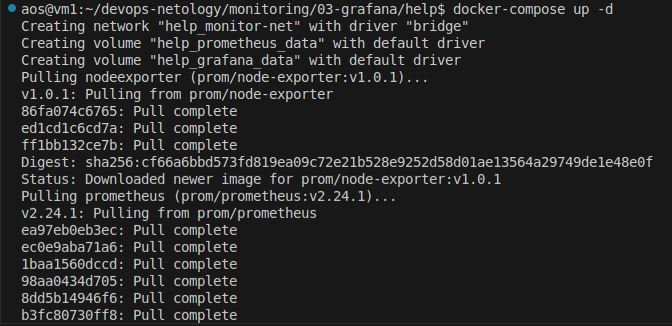 aos@vm1:~/devops-netology/monitoring/03-grafana/help$ docker-compose up -d
Creating network "help_monitor-net" with driver "bridge"
Creating volume "help_prometheus_data" with default driver
Creating volume "help_grafana_data" with default driver
Pulling nodeexporter (prom/node-exporter:v1.0.1)...
v1.0.1: Pulling from prom/node-exporter
86fa074c6765: Pull complete
ed1cd1c6cd7a: Pull complete
ff1bb132ce7b: Pull complete
Digest: sha256:cf66a6bbd573fd819ea09c72e21b528e9252d58d01ae13564a29749de1e48e0f
Status: Downloaded newer image for prom/node-exporter:v1.0.1
Pulling prometheus (prom/prometheus:v2.24.1)...
v2.24.1: Pulling from prom/prometheus
ea97eb0eb3ec: Pull complete
ec0e9aba71a6: Pull complete
1baa1560dccd: Pull complete
98aa0434d705: Pull complete
8dd5b14946f6: Pull complete
b3fc80730ff8: Pull complete